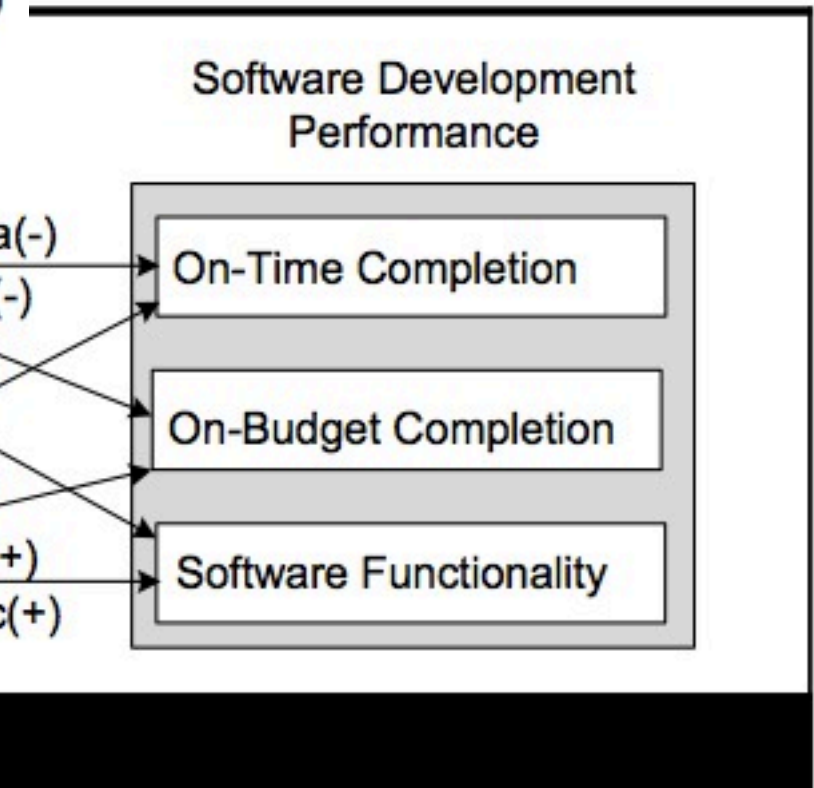 Software Development
Performance
a(-)
On-Time Completion
(-)
On-Budget Completion
+)
Software Functionality
c(+)